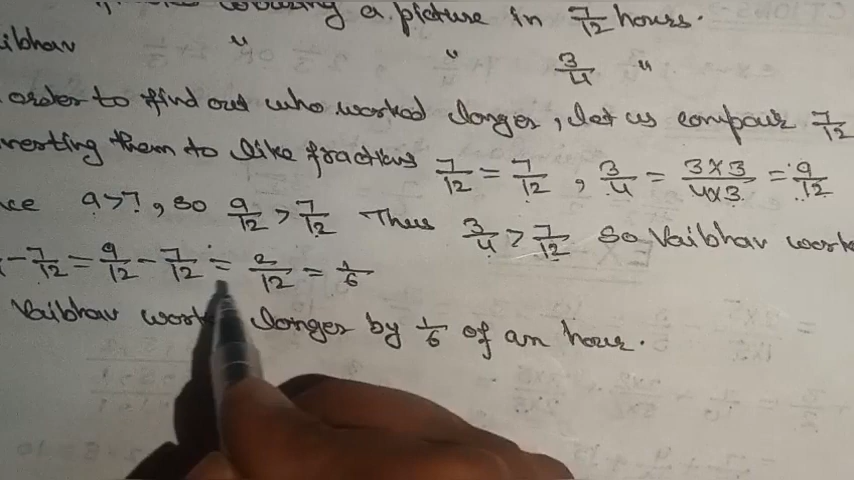 a picture in 7/12 hours.
ibhav " " 3/4 "
order to find out who worked longer, let us compare 7/12
verting them to like fractions 7/12 = 7/12 , 3/4 = 3×3/4×3 = 9/12
ce 9>7, so 9/12 > 7/12 Thus 3/4 > 7/12 so Vaibhav work
- 7/12 = 9/12 - 7/12 = 2/12 = 1/6
Vaibhav work longer by 1/6 of an hour.